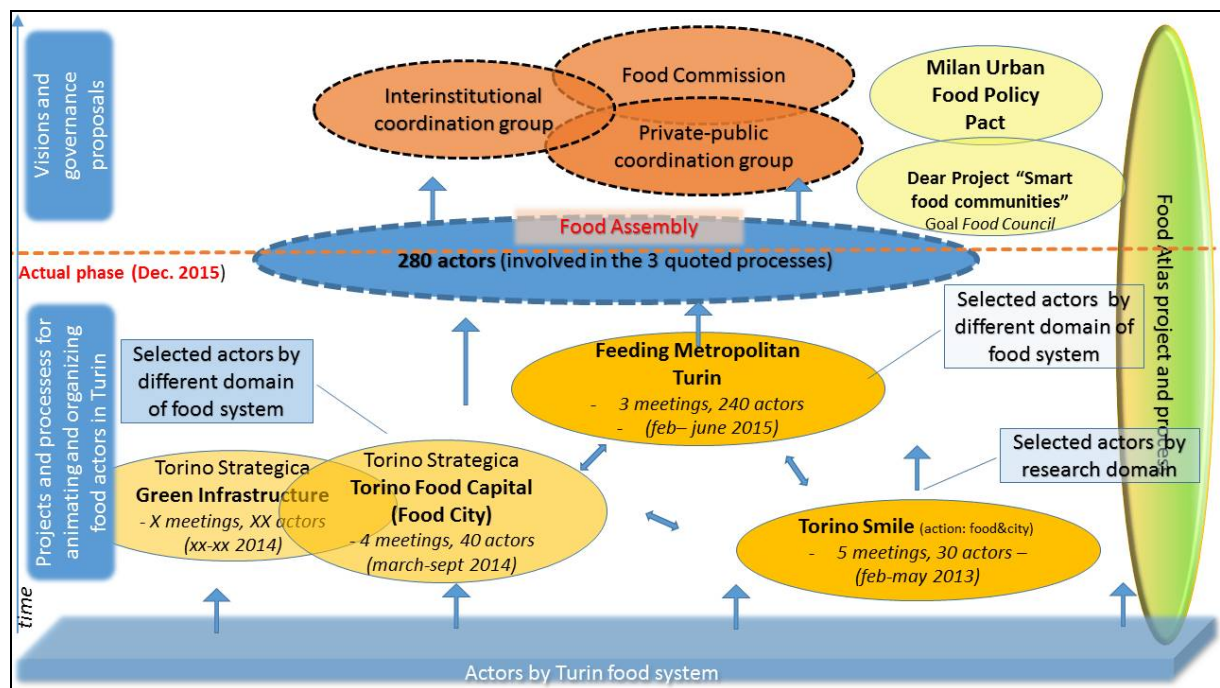 Visions and
governance
proposals
Interinstitutional
coordination group
Food Commission
Private-public
coordination group
Milan Urban
Food Policy
Pact
Dear Project “Smart
food communities”
Goal Food Council
Food Assembly
280 actors (involved in the 3 quoted processes)
Actual phase (Dec. 2015)
Projects and processess for
animating and organizing
food actors in Turin
Selected actors by
different domain
of food system
Feeding Metropolitan
Turin
- 3 meetings, 240 actors
- (feb– june 2015)
Selected actors by
different domain of
food system
Torino Strategica
Green Infrastructure
- X meetings, XX actors
(xx-xx 2014)
Torino Strategica
Torino Food Capital
(Food City)
- 4 meetings, 40 actors
(march-sept 2014)
Selected actors by
research domain
Torino Smile (action: food&city)
- 5 meetings, 30 actors –
(feb-may 2013)
Food Atlas project and process
time
Actors by Turin food system